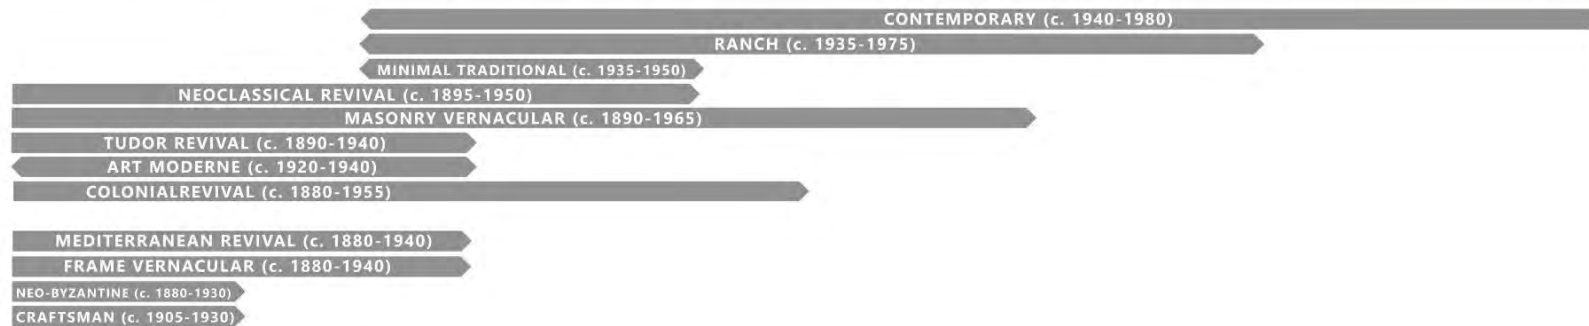 CONTEMPORARY (c. 1940-1980)
RANCH (c. 1935-1975)
MINIMAL TRADITIONAL (c. 1935-1950)
NEOCLASSICAL REVIVAL (c. 1895-1950)
MASONRY VERNACULAR (c. 1890-1965)
TUDOR REVIVAL (c. 1890-1940)
ART MODERNE (c. 1920-1940)
COLONIALREVIVAL (c. 1880-1955)
MEDITERRANEAN REVIVAL (c. 1880-1940)
FRAME VERNACULAR (c. 1880-1940)
NEO-BYZANTINE (c. 1880-1930)
CRAFTSMAN (c. 1905-1930)